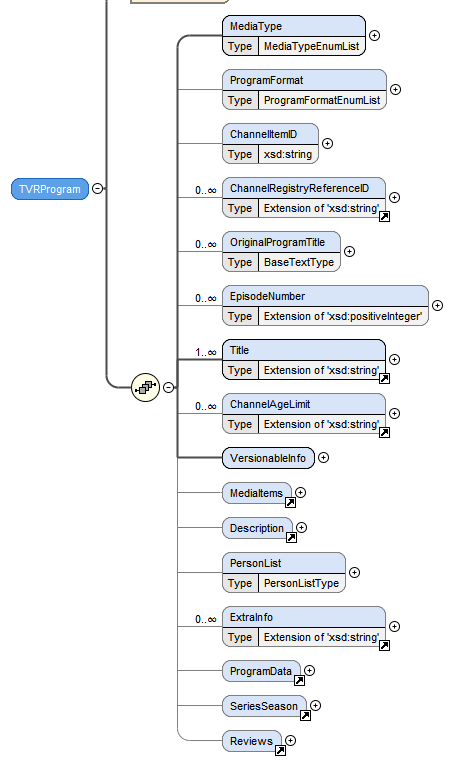 MediaType
Type MediaTypeEnumList
ProgramFormat
Type ProgramFormatEnumList
ChannelItemID
Type xsd:string
TVRProgram
0..∞ ChannelRegistryReferenceID
Type Extension of 'xsd:string'
0..∞ OriginalProgramTitle
Type BaseTextType
0..∞ EpisodeNumber
Type Extension of 'xsd:positiveInteger'
1..∞ Title
Type Extension of 'xsd:string'
0..∞ ChannelAgeLimit
Type Extension of 'xsd:string'
VersionableInfo
MediaItems
Description
PersonList
Type PersonListType
0..∞ ExtraInfo
Type Extension of 'xsd:string'
ProgramData
SeriesSeason
Reviews